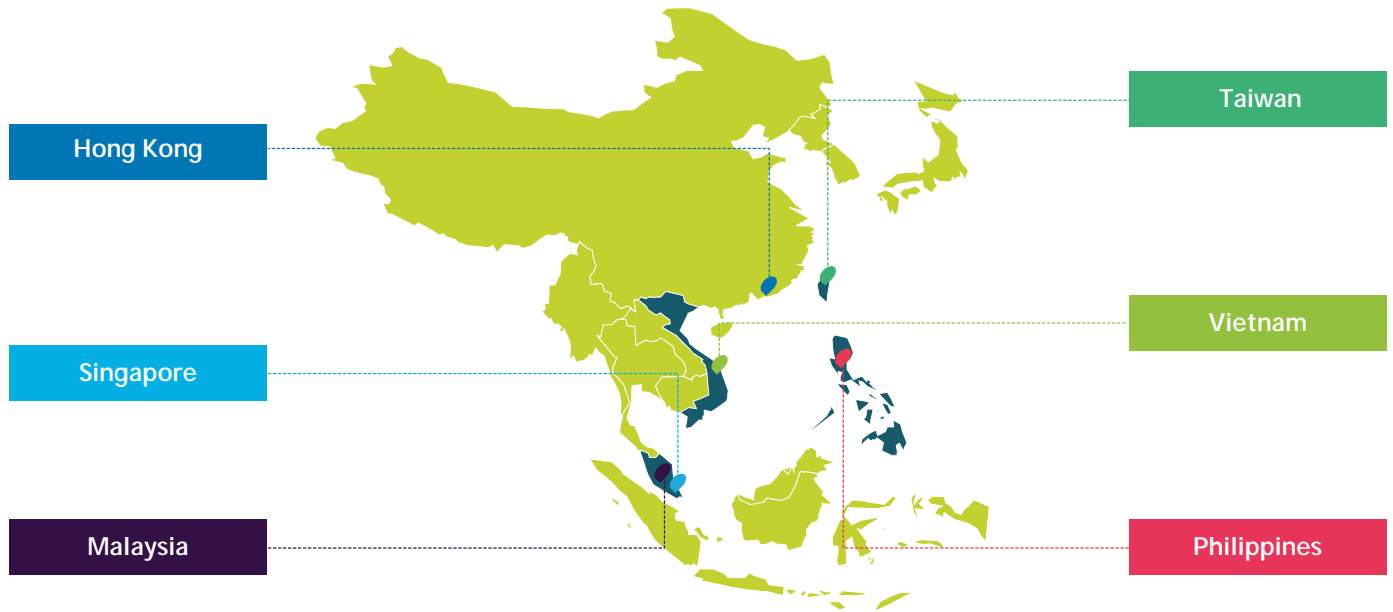 Hong Kong
Singapore
Malaysia
Taiwan
Vietnam
Philippines